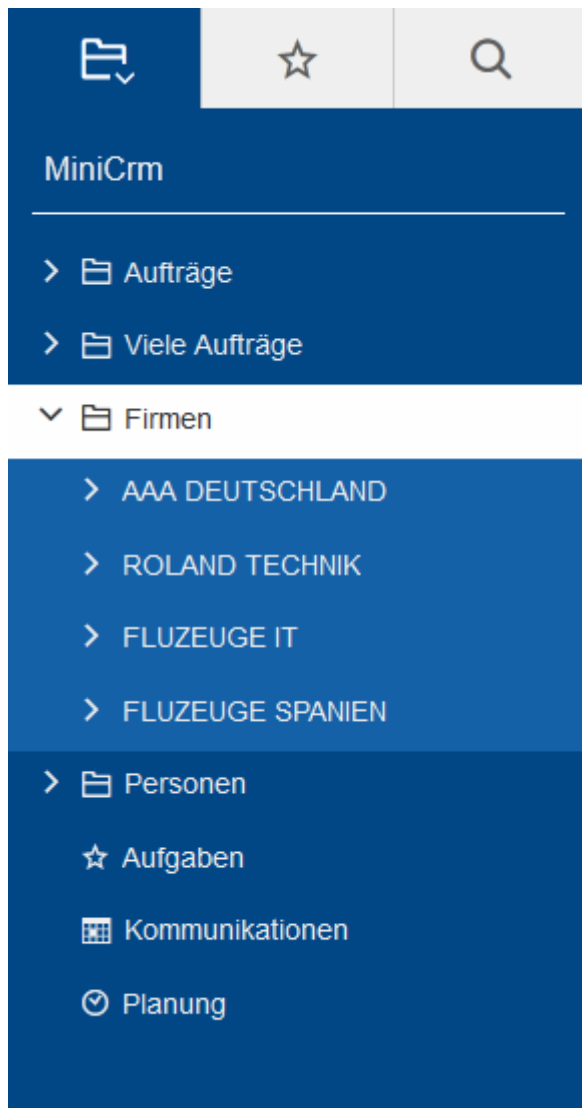 MiniCrm
Aufträge
Viele Aufträge
Firmen
AAA DEUTSCHLAND
ROLAND TECHNIK
FLUZEUGE IT
FLUZEUGE SPANIEN
Personen
Aufgaben
Kommunikationen
Planung